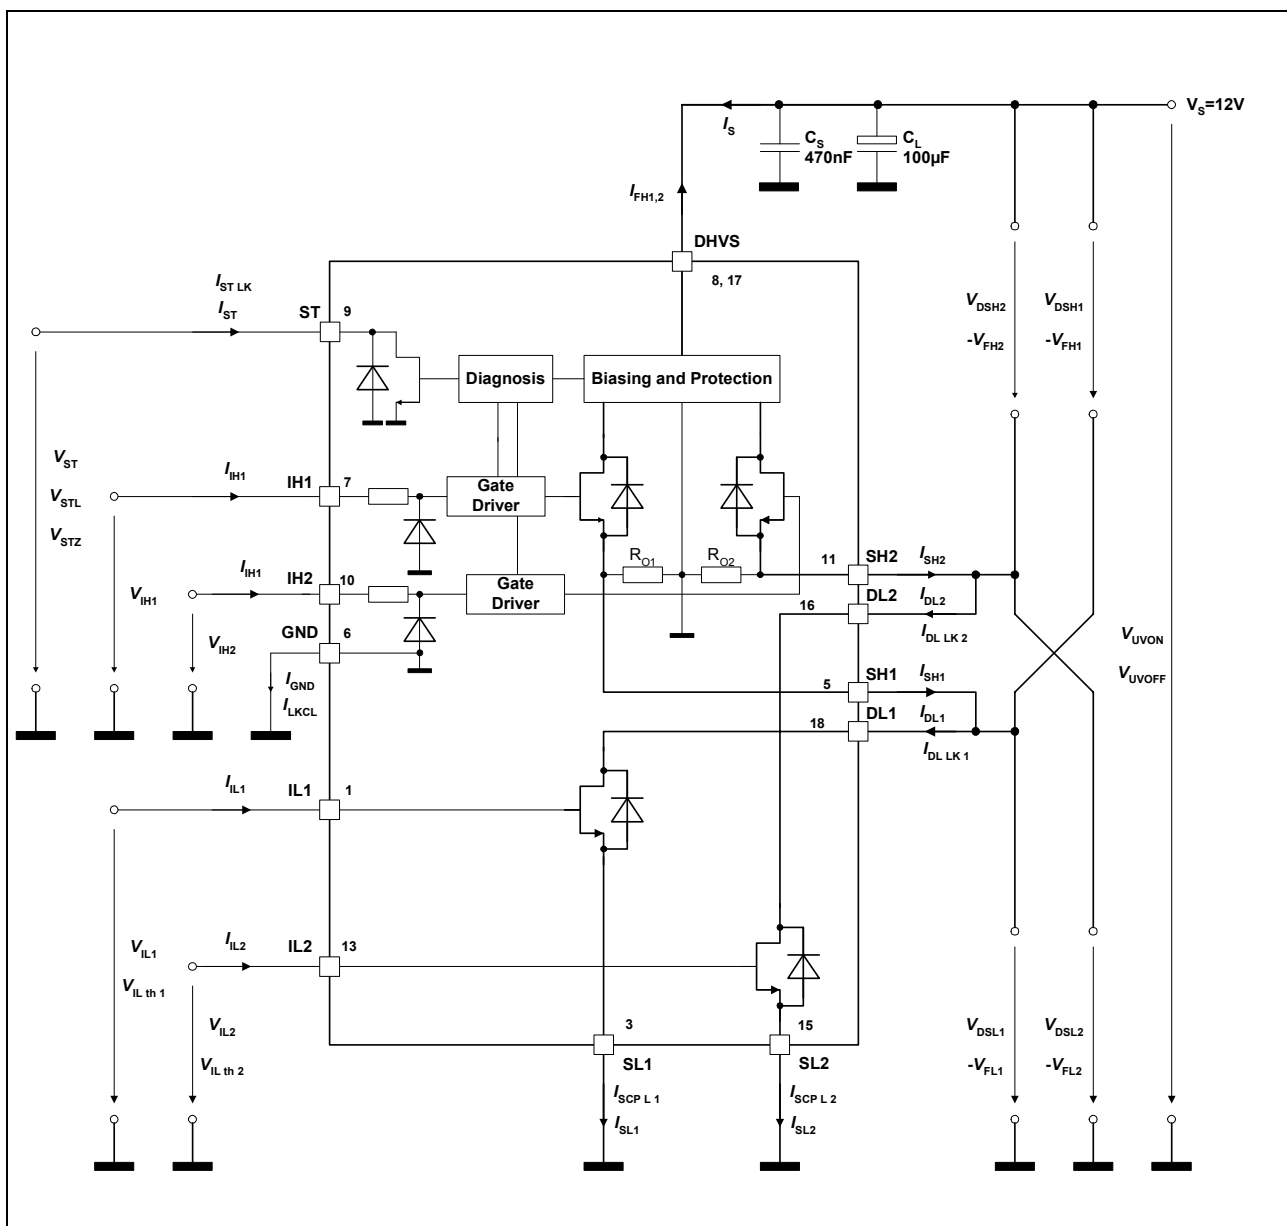 V_S=12V
I_S
C_S
470nF
C_L
100µF
I_FH1,2
DHVS
8, 17
I_ST LK
I_ST
ST
9
V_DSH2
V_DSH1
-V_FH2
-V_FH1
Diagnosis
Biasing and Protection
V_ST
V_STL
V_STZ
I_IH1
IH1
7
Gate
Driver
R_O1
R_O2
11
SH2
I_SH2
I_IH1
IH2
10
Gate
Driver
DL2
I_DL2
16
I_DL LK 2
V_IH1
V_IH2
GND
6
I_GND
I_LKCL
V_UVON
V_UVOFF
SH1
I_SH1
5
DL1
I_DL1
18
I_DL LK 1
I_IL1
IL1
1
V_IL1
V_IL th 1
I_IL2
IL2
13
V_IL2
V_IL th 2
3
SL1
15
SL2
I_SCP L 1
I_SL1
I_SCP L 2
I_SL2
V_DSL1
V_DSL2
-V_FL1
-V_FL2